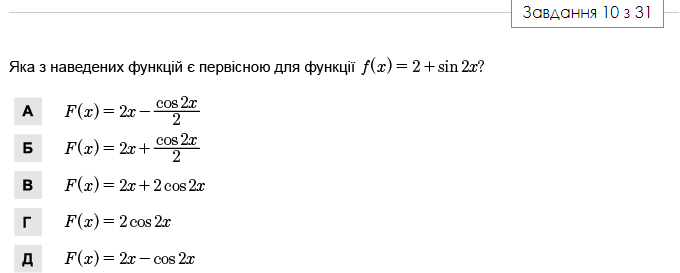 Завдання 10 з 31
Яка з наведених функцій є первісною для функції f(x) = 2 + sin 2x?
А F(x) = 2x − cos 2x / 2
Б F(x) = 2x + cos 2x / 2
В F(x) = 2x + 2 cos 2x
Г F(x) = 2 cos 2x
Д F(x) = 2x − cos 2x